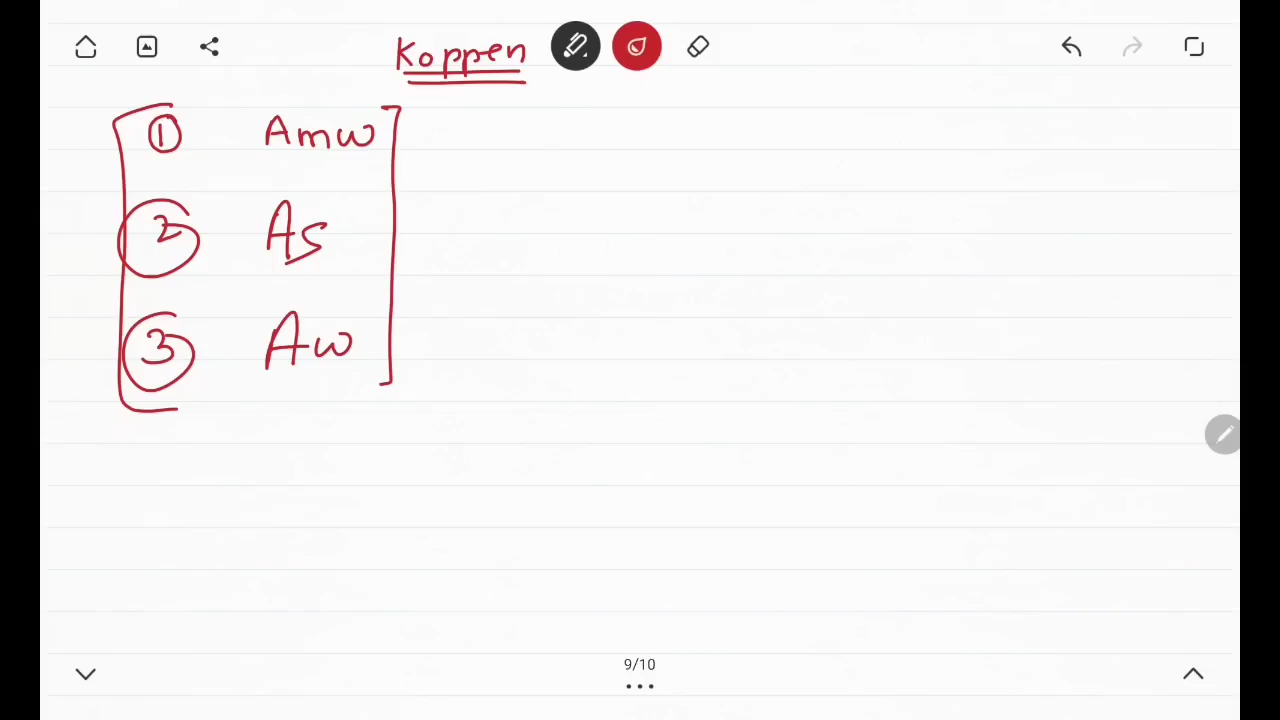 Koppen
① Amw
② As
③ Aw
9/10